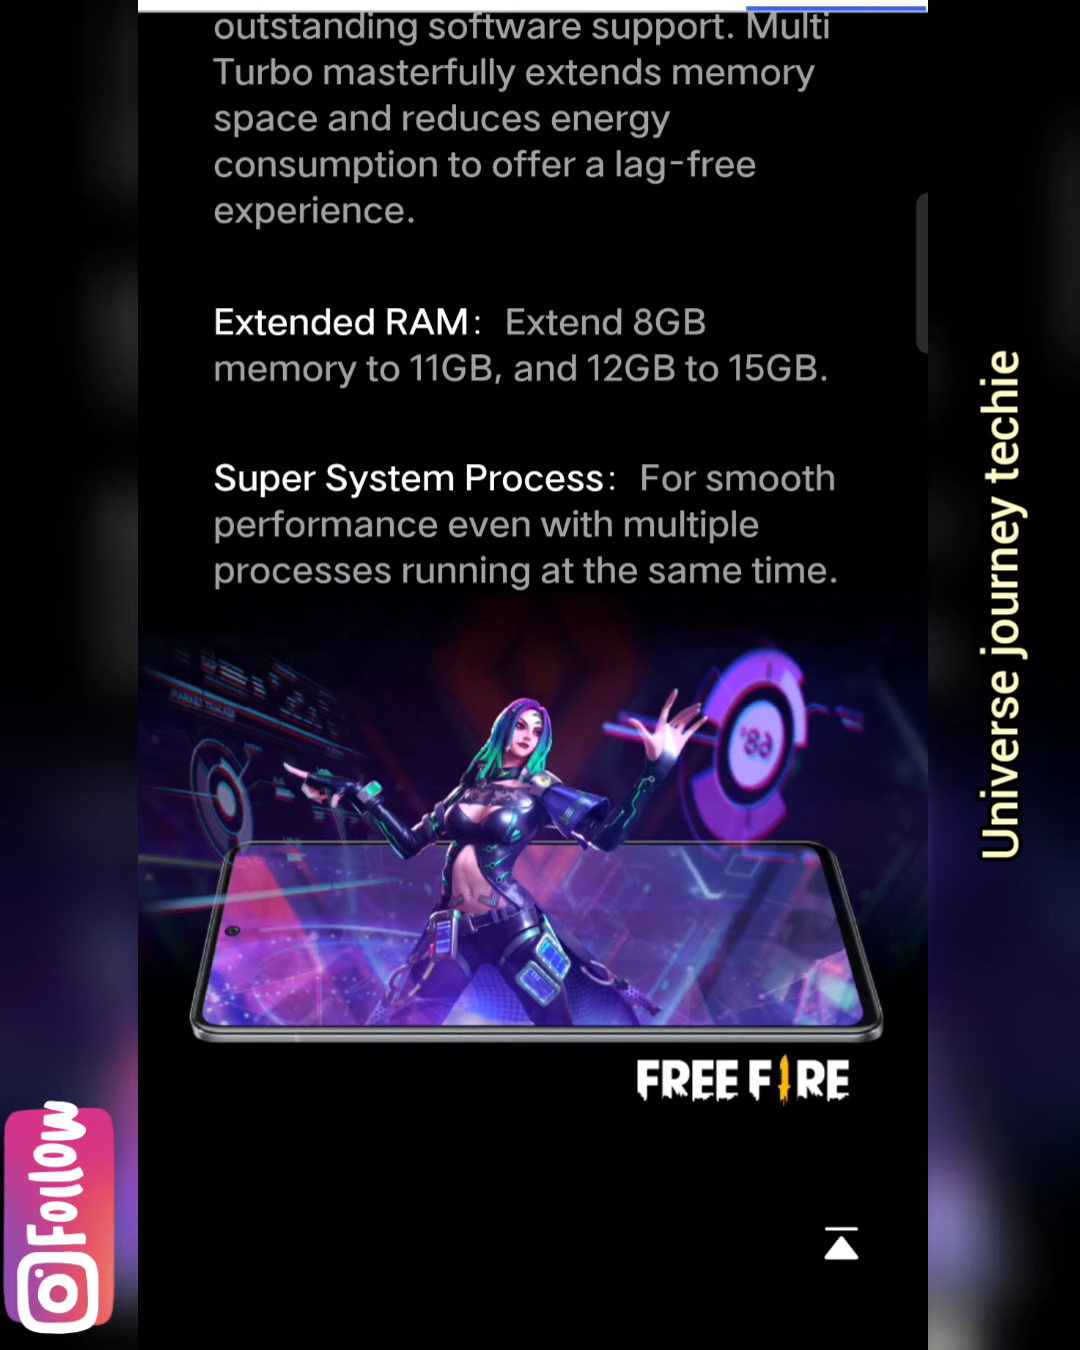 outstanding software support. Multi
Turbo masterfully extends memory
space and reduces energy
consumption to offer a lag-free
experience.
Extended RAM: Extend 8GB
memory to 11GB, and 12GB to 15GB.
Super System Process: For smooth
performance even with multiple
processes running at the same time.
MARKET TRACKER
FREE FIRE
Universe journey techie
Follow